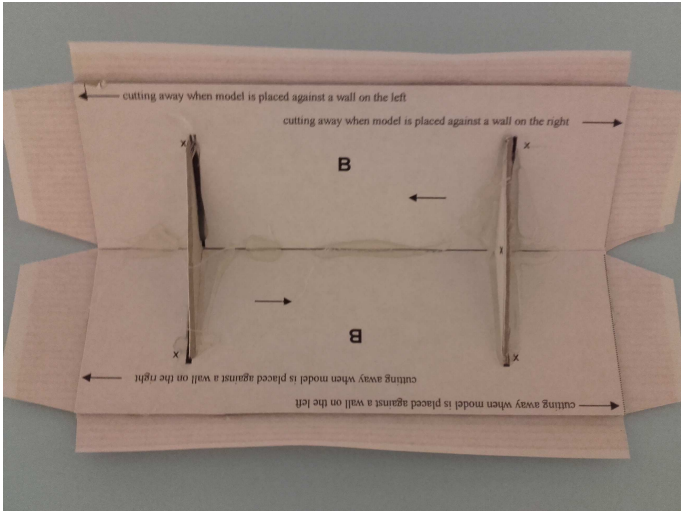 cutting away when model is placed against a wall on the left
cutting away when model is placed against a wall on the right
x
x
B
x
B
x
x
cutting away when model is placed against a wall on the right
cutting away when model is placed against a wall on the left